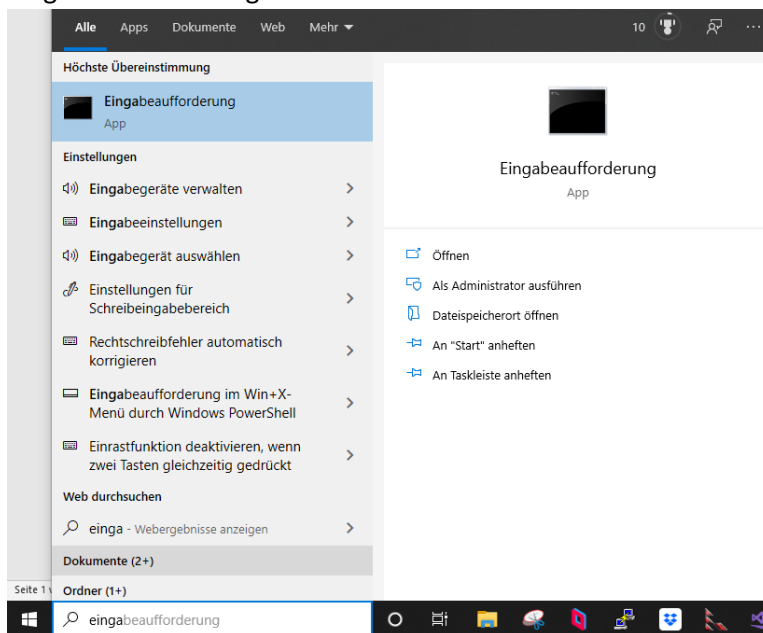 Alle Apps Dokumente Web Mehr
10
Höchste Übereinstimmung
Eingabeaufforderung
App
Einstellungen
Eingabegeräte verwalten
Eingabeeinstellungen
Eingabegerät auswählen
Einstellungen für
Schreibeingabebereich
Rechtschreibfehler automatisch
korrigieren
Eingabeaufforderung im Win+X-
Menü durch Windows PowerShell
Einrastfunktion deaktivieren, wenn
zwei Tasten gleichzeitig gedrückt
Web durchsuchen
einga - Webergebnisse anzeigen
Dokumente (2+)
Ordner (1+)
Eingabeaufforderung
App
Öffnen
Als Administrator ausführen
Dateispeicherort öffnen
An "Start" anheften
An Taskleiste anheften
Seite 1
eingabeaufforderung